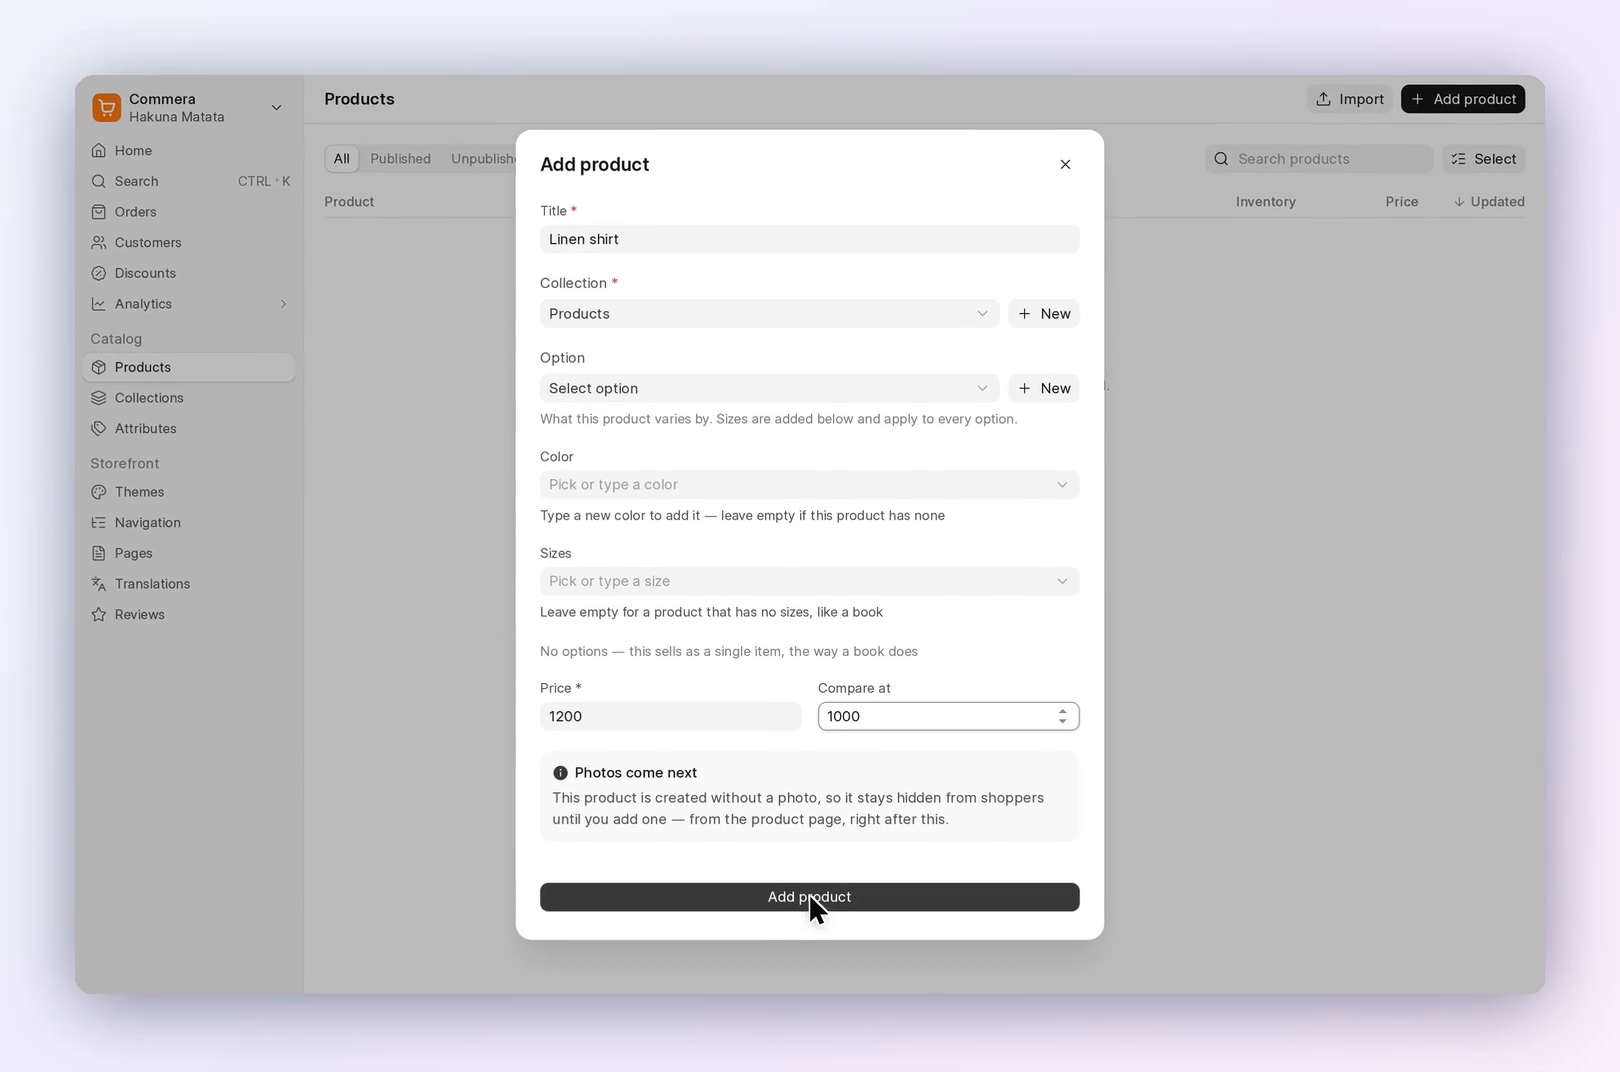 Commera
Hakuna Matata
Home
Search CTRL + K
Orders
Customers
Discounts
Analytics
Catalog
Products
Collections
Attributes
Storefront
Themes
Navigation
Pages
Translations
Reviews
Products
Import
Add product
All
Published
Search products
Select
Product
Inventory
Price
Updated
Add product
Title *
Linen shirt
Collection *
Products
New
Option
Select option
New
What this product varies by. Sizes are added below and apply to every option.
Color
Pick or type a color
Type a new color to add it — leave empty if this product has none
Sizes
Pick or type a size
Leave empty for a product that has no sizes, like a book
No options — this sells as a single item, the way a book does
Price *
Compare at
1200
1000
Photos come next
This product is created without a photo, so it stays hidden from shoppers
until you add one — from the product page, right after this.
Add product